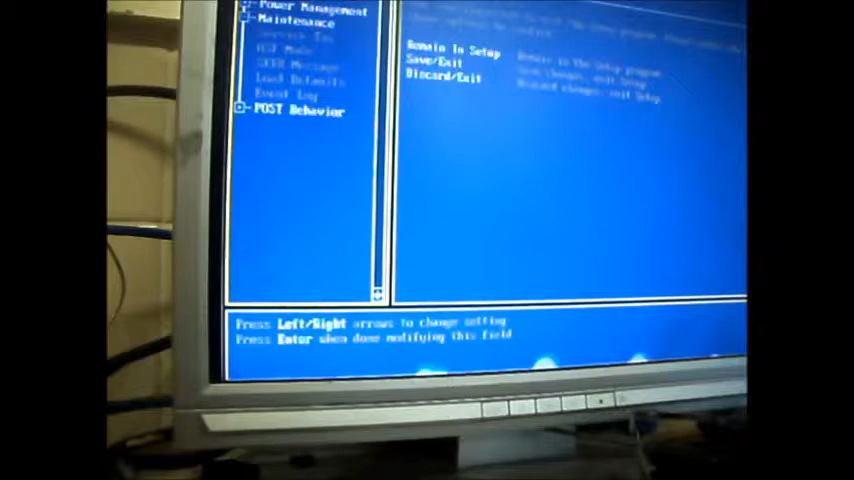 Power Management
Maintenance
Service Tag
ASF Mode
SERR Message
Load Defaults
Event Log
POST Behavior
Remain In Setup Remain in the Setup program
Save/Exit Save changes, exit Setup
Discard/Exit Discard changes, exit Setup
Press Left/Right arrows to change setting
Press Enter when done modifying this field